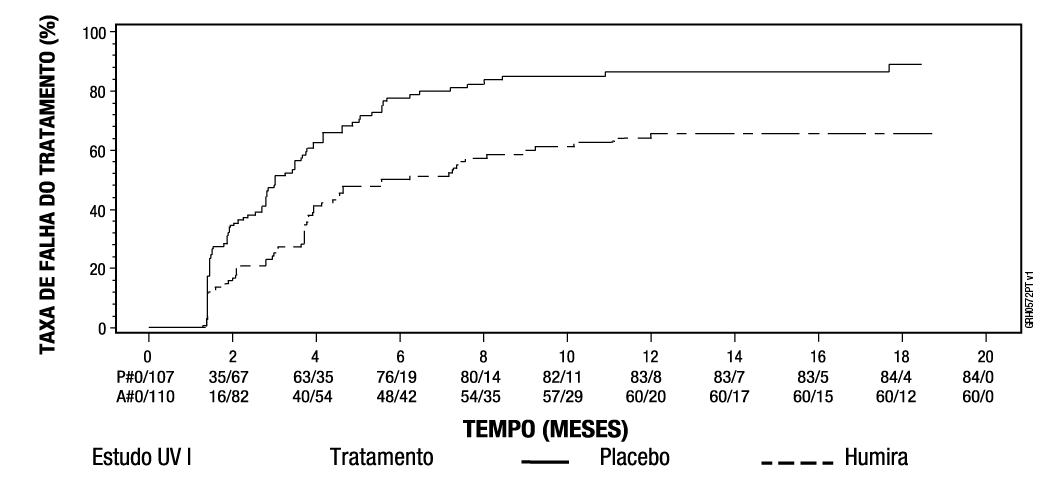 TAXA DE FALHA DO TRATAMENTO (%)
100
80
60
40
20
0
0 2 4 6 8 10 12 14 16 18 20
P#0/107 35/67 63/35 76/19 80/14 82/11 83/8 83/7 83/5 84/4 84/0
A#0/110 16/82 40/54 48/42 54/35 57/29 60/20 60/17 60/15 60/12 60/0
TEMPO (MESES)
Estudo UV I Tratamento Placebo Humira
GRH0572PT v1